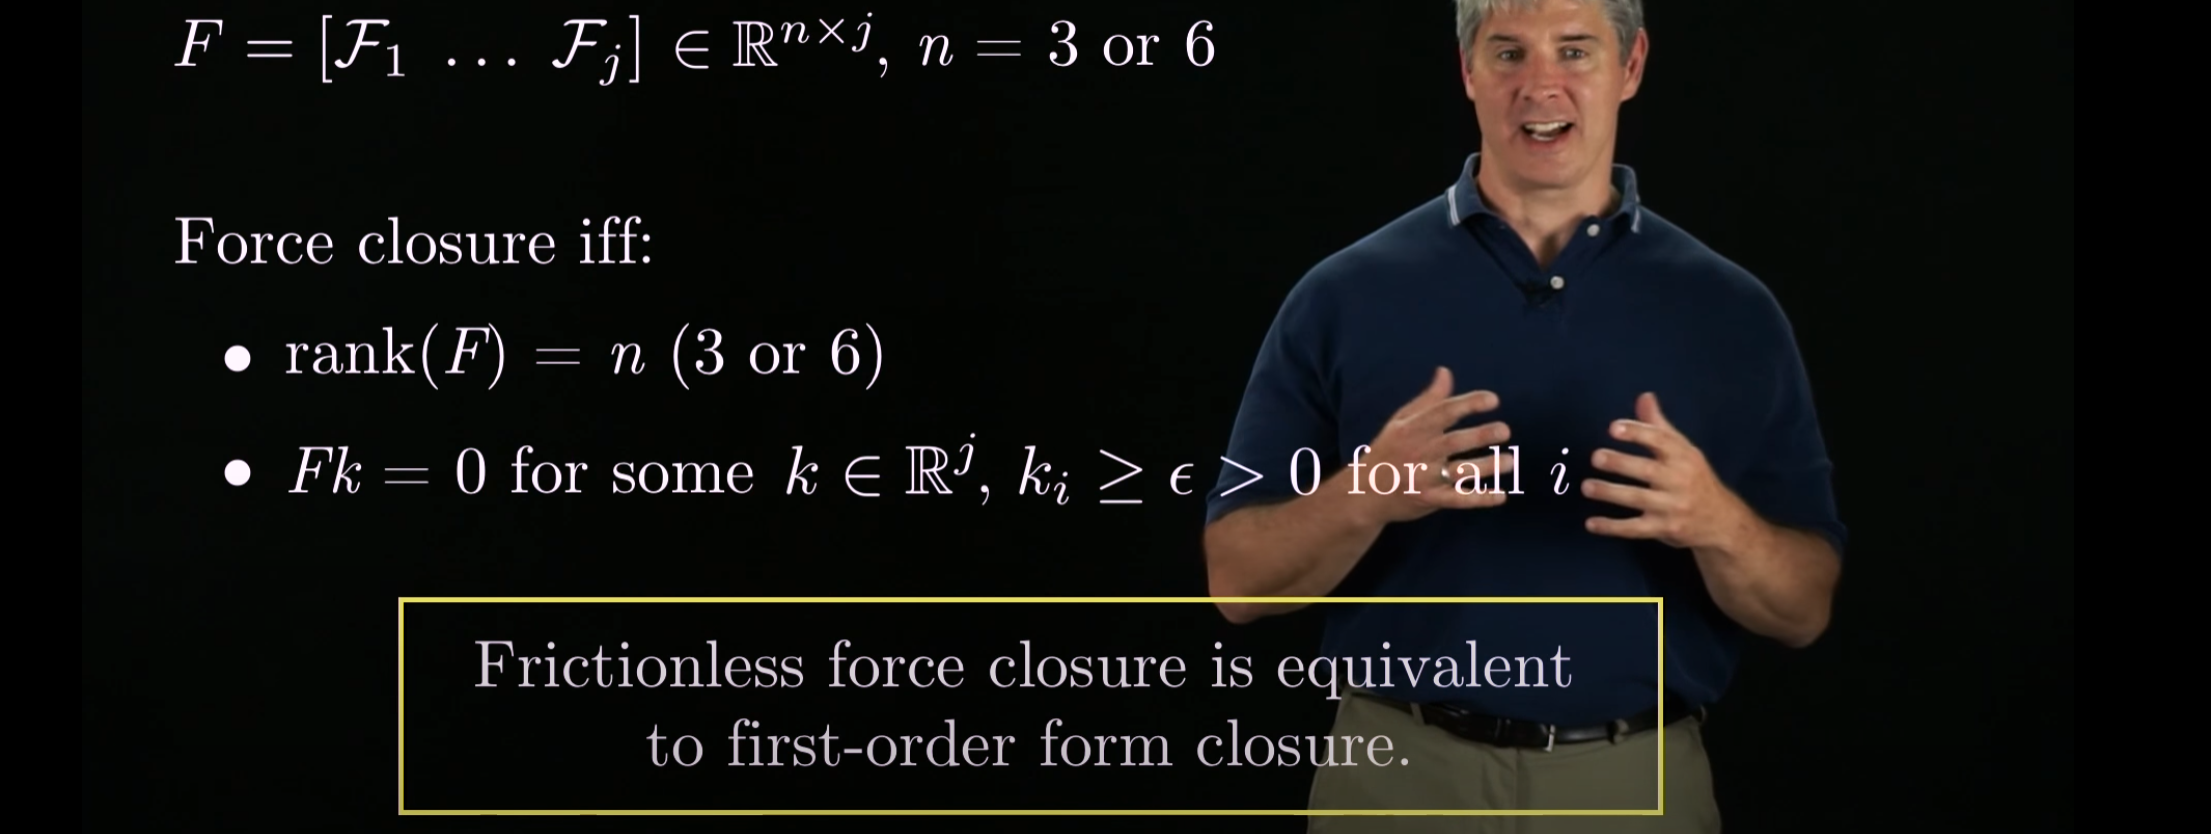 F = [ℱ₁ … ℱⱼ] ∈ ℝⁿˣʲ, n = 3 or 6
Force closure iff:
• rank(F) = n (3 or 6)
• Fk = 0 for some k ∈ ℝʲ, kᵢ ≥ ϵ > 0 for all i
Frictionless force closure is equivalent
to first-order form closure.